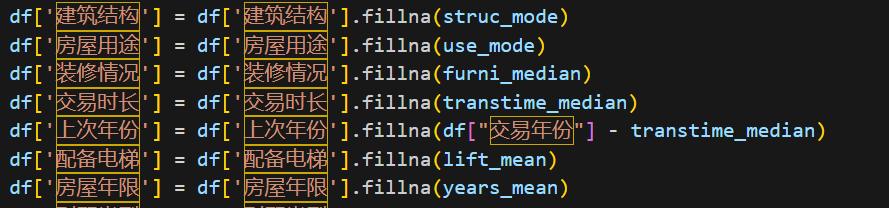 df['建筑结构'] = df['建筑结构'].fillna(struc_mode)
df['房屋用途'] = df['房屋用途'].fillna(use_mode)
df['装修情况'] = df['装修情况'].fillna(furni_median)
df['交易时长'] = df['交易时长'].fillna(transtime_median)
df['上次年份'] = df['上次年份'].fillna(df["交易年份"] - transtime_median)
df['配备电梯'] = df['配备电梯'].fillna(lift_mean)
df['房屋年限'] = df['房屋年限'].fillna(years_mean)